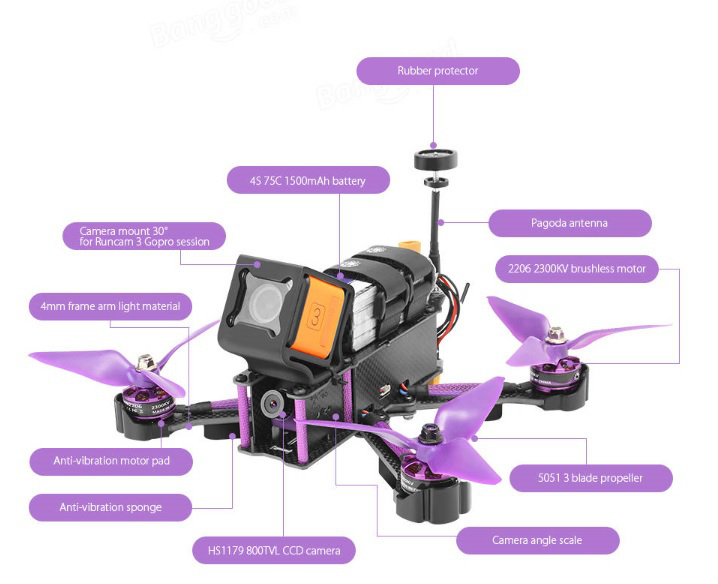 Rubber protector
4S 75C 1500mAh battery
Pagoda antenna
Camera mount 30°
for Runcam 3 Gopro session
2206 2300KV brushless motor
4mm frame arm light material
3
2300KV
Anti-vibration motor pad
5051 3 blade propeller
Anti-vibration sponge
Camera angle scale
HS1179 800TVL CCD camera